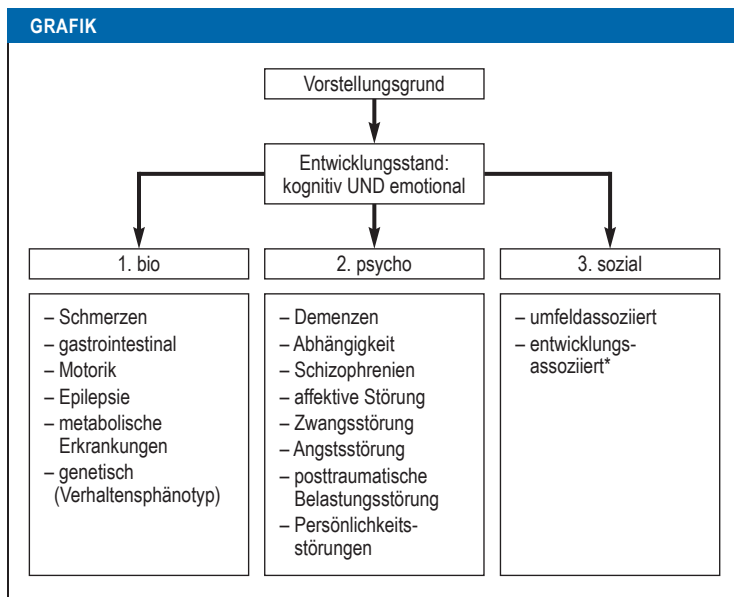 GRAFIK
Vorstellungsgrund
Entwicklungsstand:
kognitiv UND emotional
1. bio
2. psycho
3. sozial
– Schmerzen
– gastrointestinal
– Motorik
– Epilepsie
– metabolische
Erkrankungen
– genetisch
(Verhaltensphänotyp)
– Demenzen
– Abhängigkeit
– Schizophrenien
– affektive Störung
– Zwangsstörung
– Angstsstörung
– posttraumatische
Belastungsstörung
– Persönlichkeits-
störungen
– umfeldassoziiert
– entwicklungs-
assoziiert*